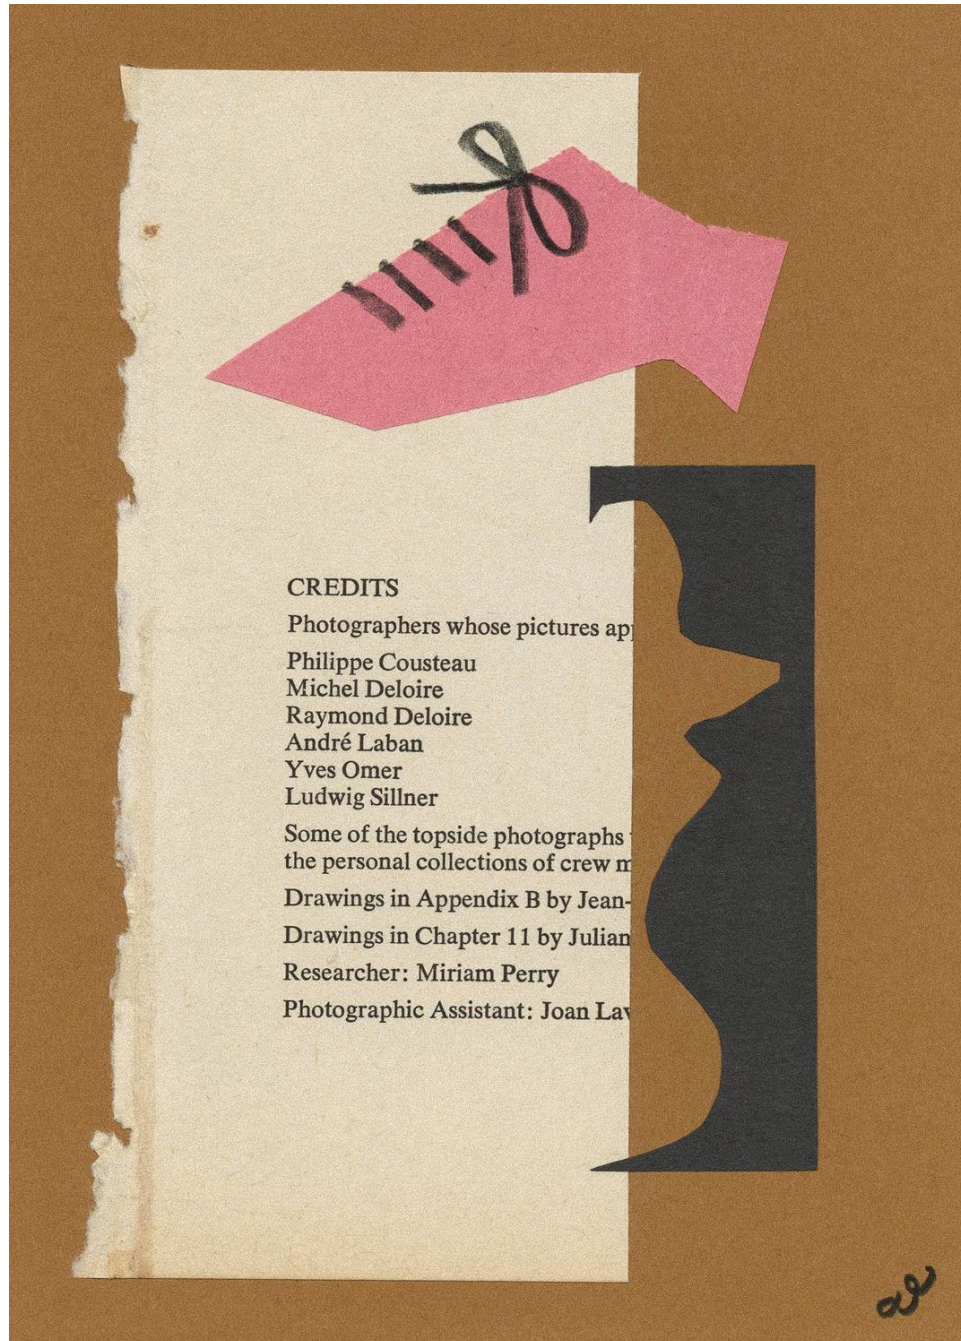 CREDITS
Photographers whose pictures
Philippe Cousteau
Michel Deloire
Raymond Deloire
André Laban
Yves Omer
Ludwig Sillner
Some of the topside photographs
the personal collections of crew
Drawings in Appendix B by Jean-
Drawings in Chapter 11 by Julian
Researcher: Miriam Perry
Photographic Assistant: Joan